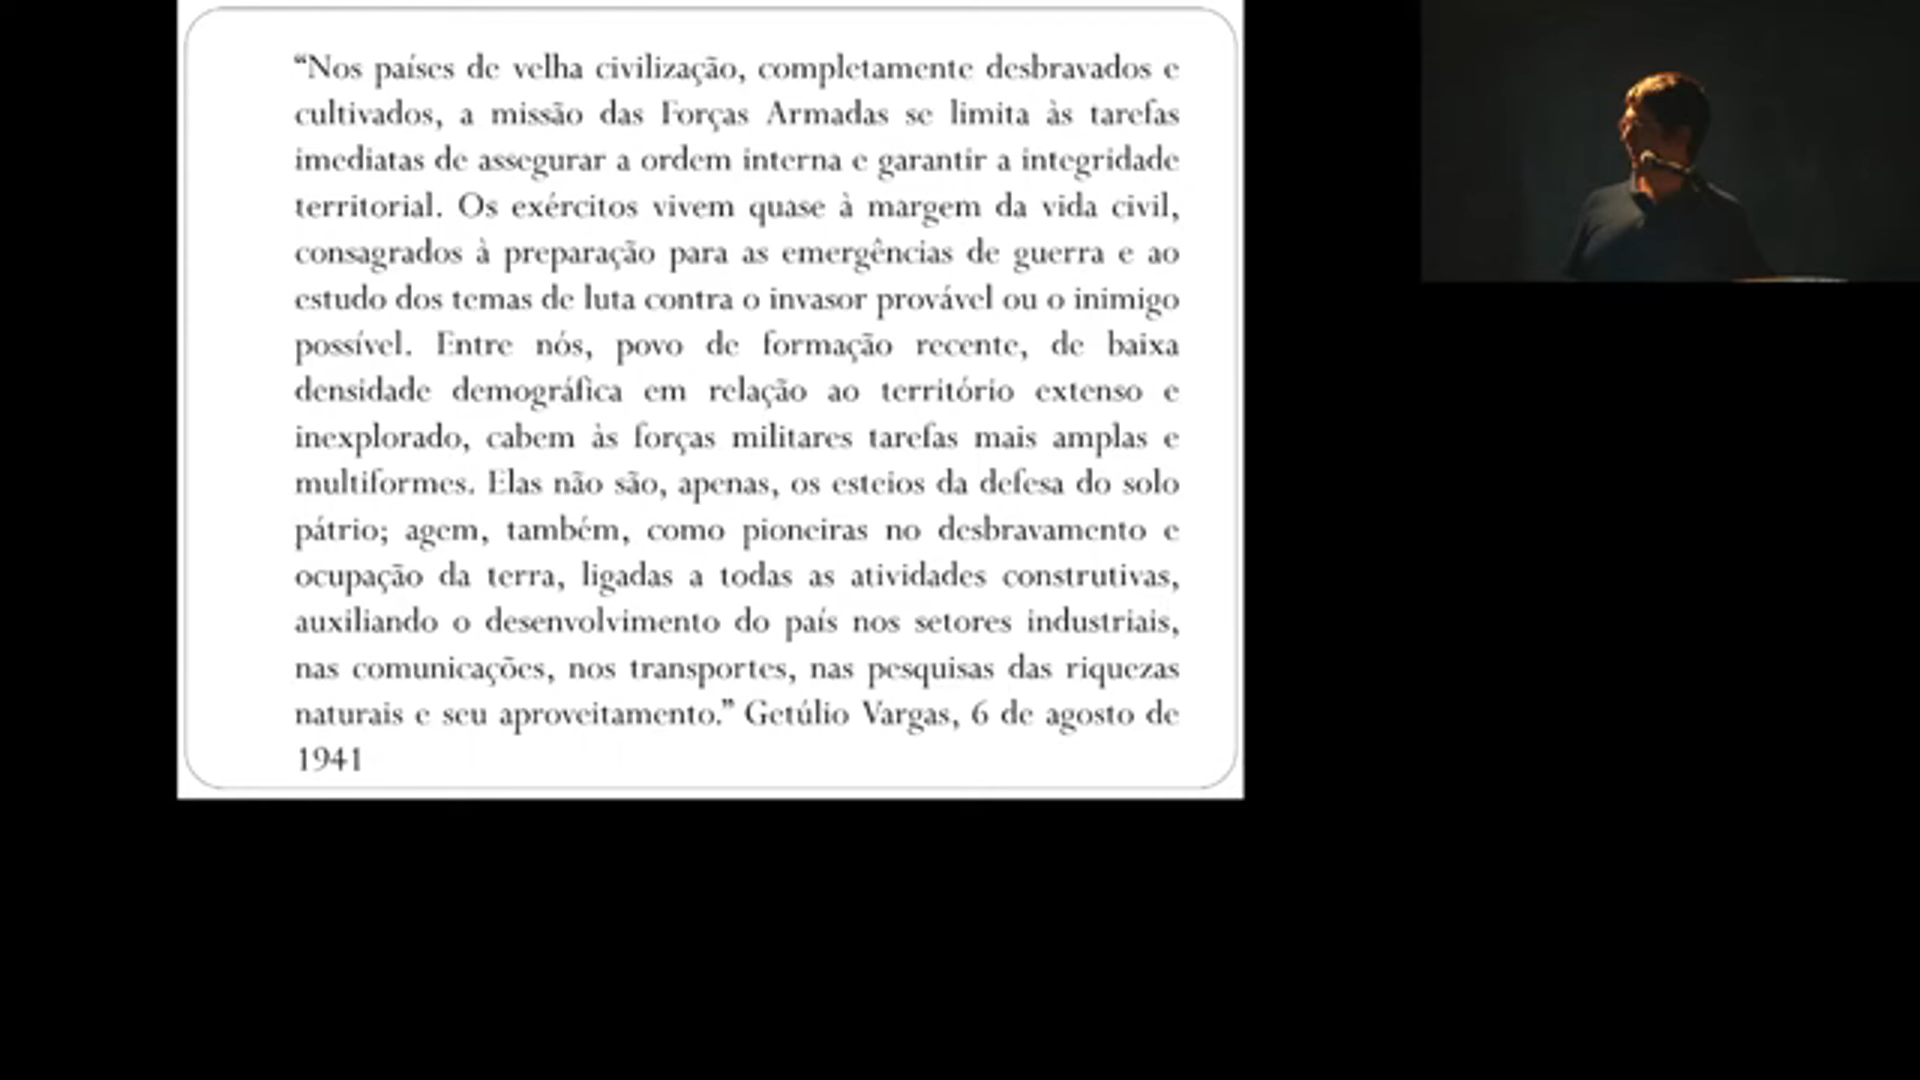 “Nos países de velha civilização, completamente desbravados e
cultivados, a missão das Forças Armadas se limita às tarefas
imediatas de assegurar a ordem interna e garantir a integridade
territorial. Os exércitos vivem quase à margem da vida civil,
consagrados à preparação para as emergências de guerra e ao
estudo dos temas de luta contra o invasor provável ou o inimigo
possível. Entre nós, povo de formação recente, de baixa
densidade demográfica em relação ao território extenso e
inexplorado, cabem às forças militares tarefas mais amplas e
multiformes. Elas não são, apenas, os esteios da defesa do solo
pátrio; agem, também, como pioneiras no desbravamento e
ocupação da terra, ligadas a todas as atividades construtivas,
auxiliando o desenvolvimento do país nos setores industriais,
nas comunicações, nos transportes, nas pesquisas das riquezas
naturais e seu aproveitamento.” Getúlio Vargas, 6 de agosto de
1941